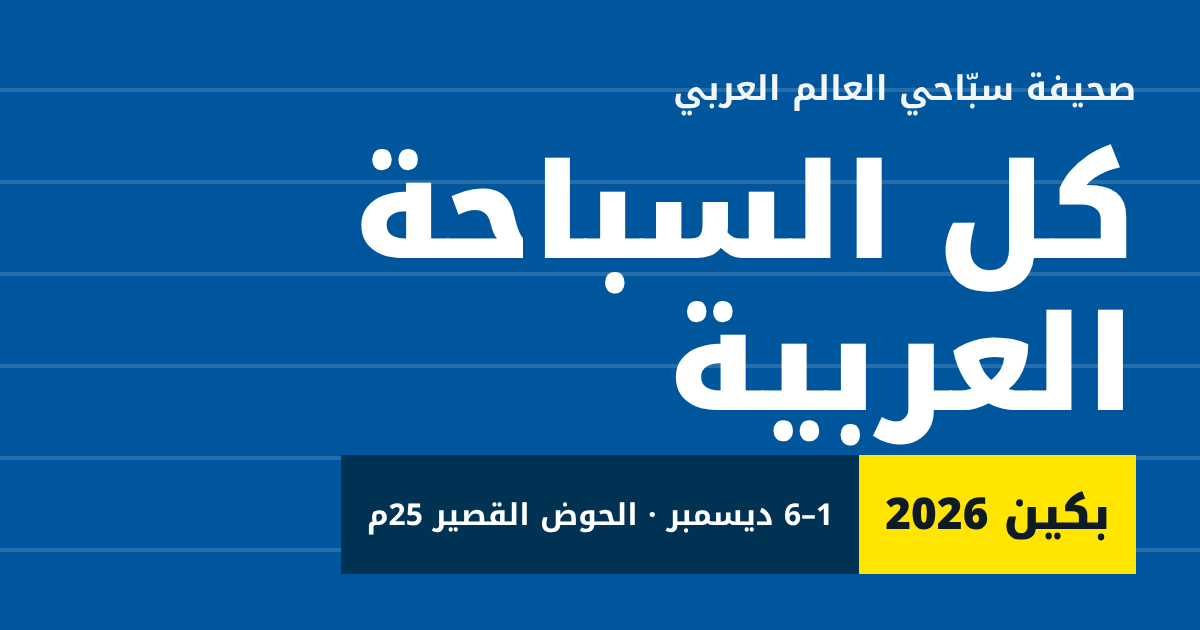 صحيفة سبّاحي العالم العربي
كل السباحة
العربية
بكين 2026
1–6 ديسمبر · الحوض القصير 25م